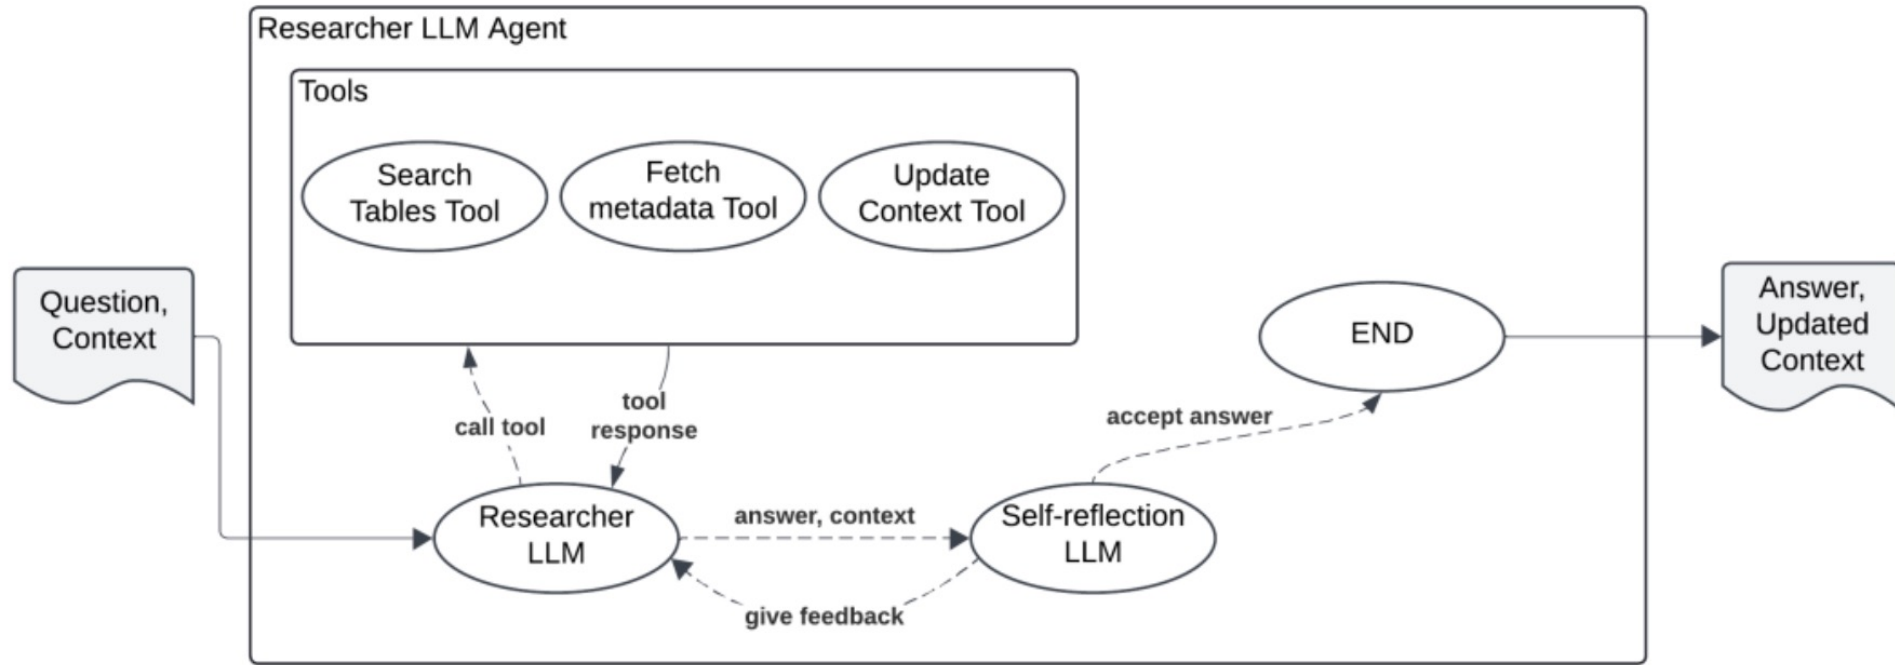 Researcher LLM Agent
Tools
Search
Tables Tool
Fetch
metadata Tool
Update
Context Tool
Question,
Context
END
Answer,
Updated
Context
call tool
tool
response
accept answer
Researcher
LLM
answer, context
Self-reflection
LLM
give feedback